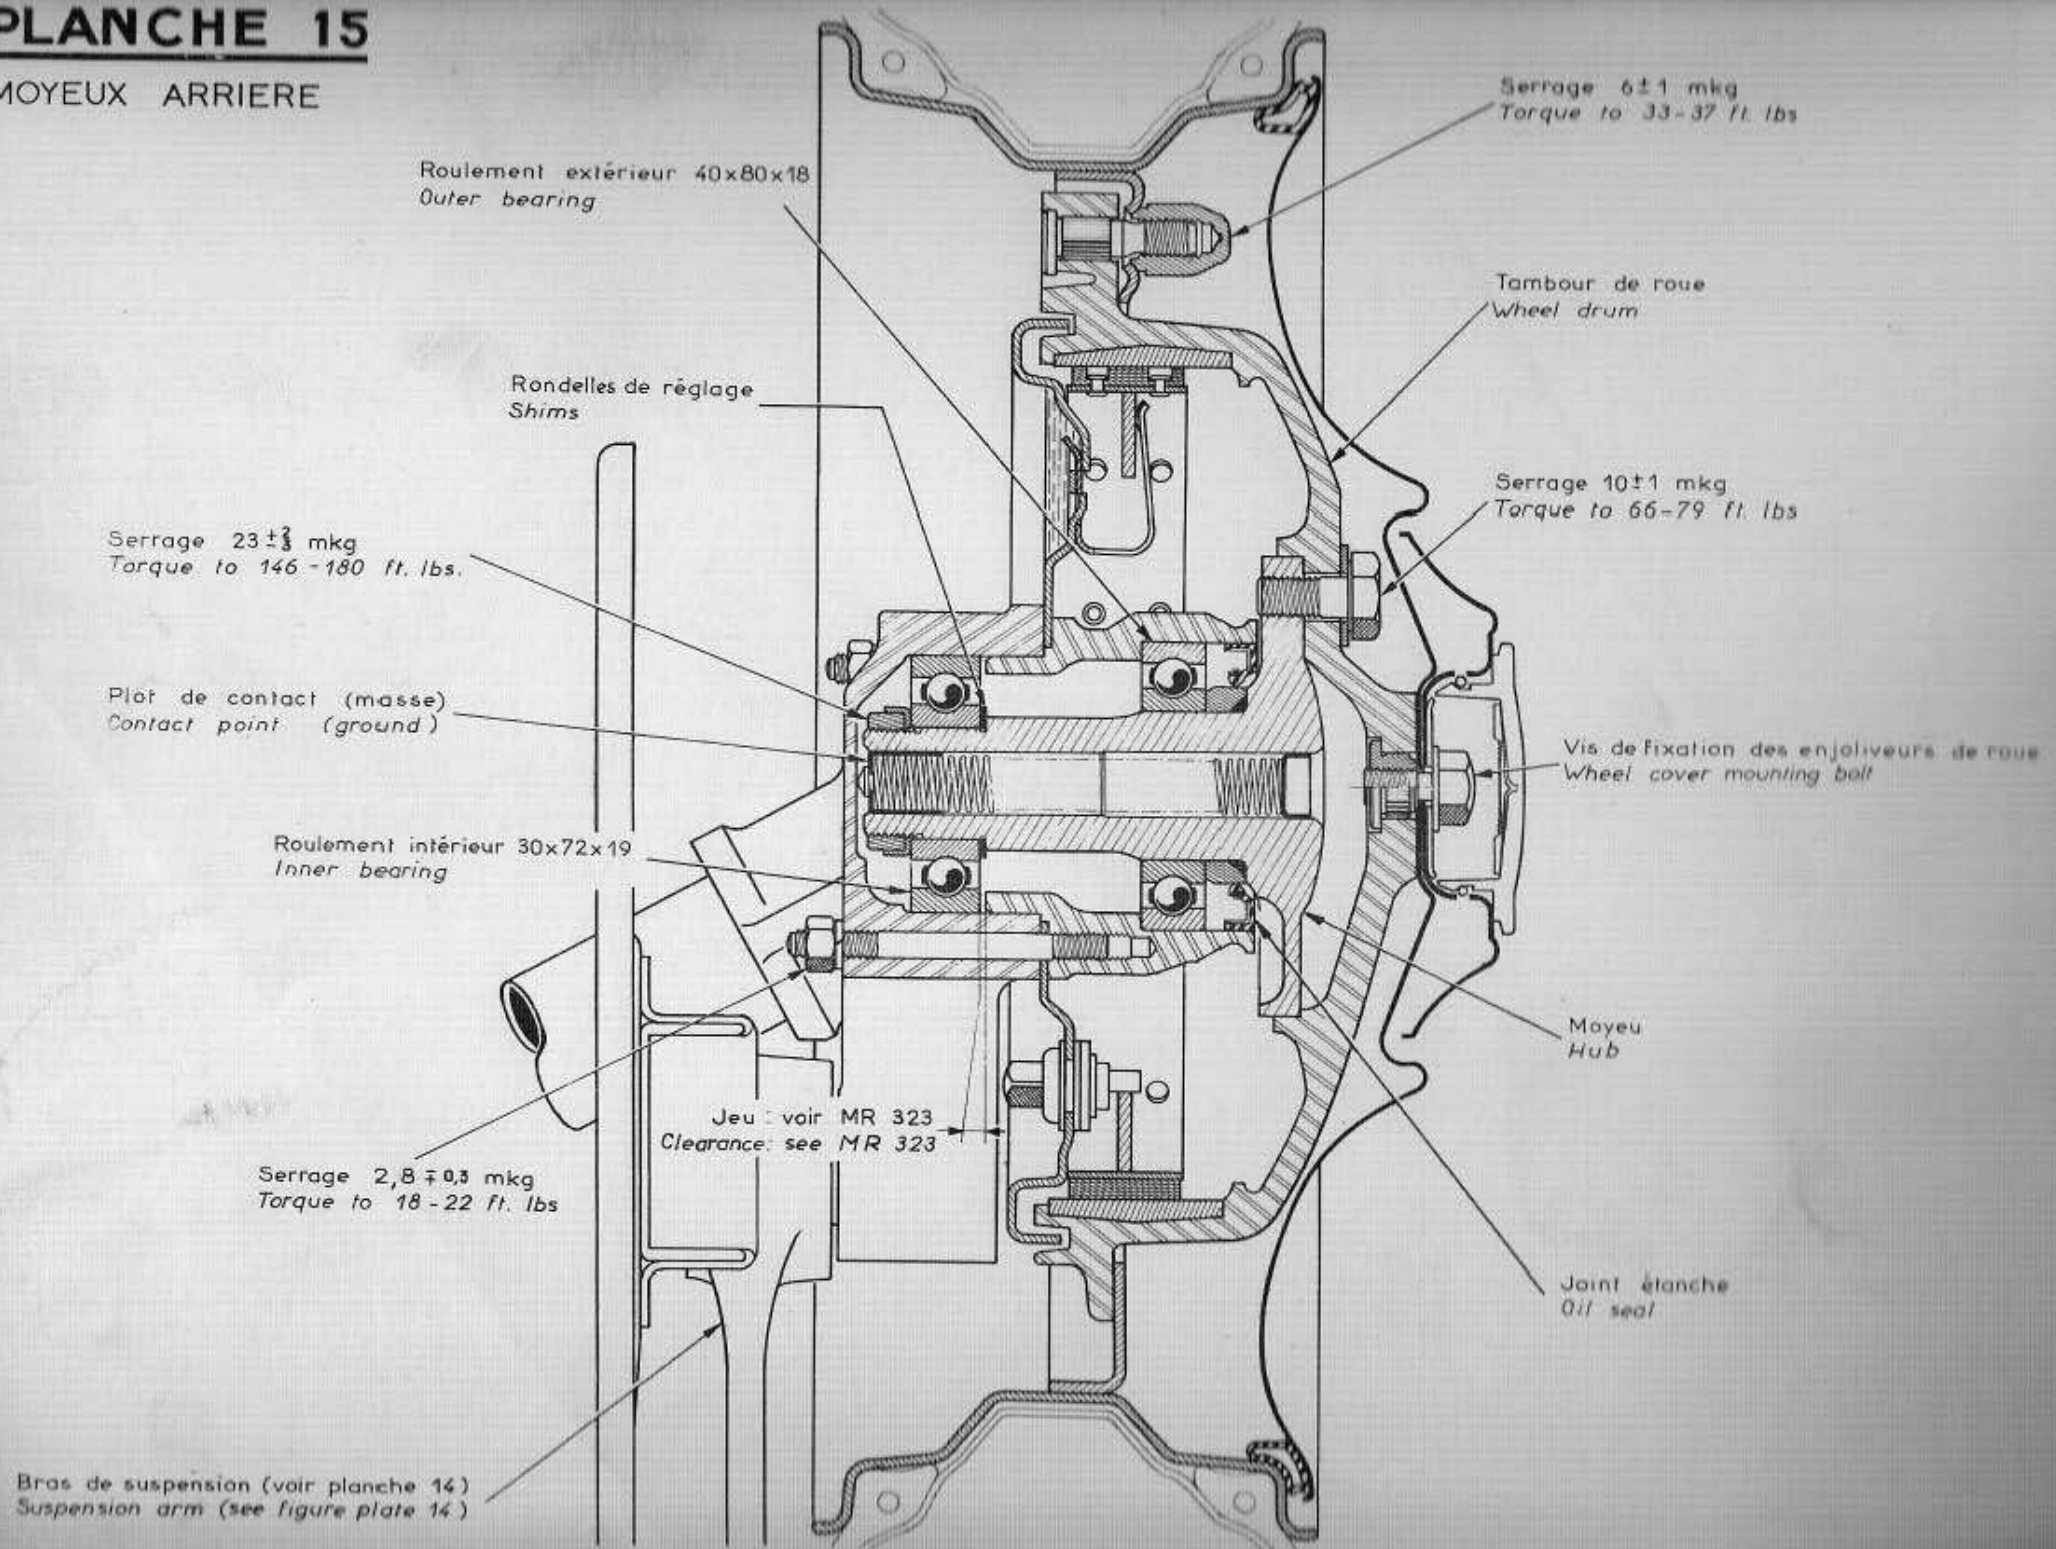 PLANCHE 15
MOYEUX ARRIERE
Serrage 6±1 mkg
Torque to 33-37 ft. lbs
Roulement extérieur 40x80x18
Outer bearing
Tambour de roue
Wheel drum
Rondelles de réglage
Shims
Serrage 10±1 mkg
Torque to 66-79 ft. lbs
Serrage 23 ±2/3 mkg
Torque to 146-180 ft. lbs.
Plot de contact (masse)
Contact point (ground)
Vis de fixation des enjoliveurs de roue
Wheel cover mounting bolt
Roulement intérieur 30x72x19
Inner bearing
Moyeu
Hub
Jeu : voir MR 323
Clearance: see MR 323
Serrage 2,8 ∓ 0,3 mkg
Torque to 18-22 ft. lbs
Joint étanche
Oil seal
Bras de suspension (voir planche 14)
Suspension arm (see figure plate 14)